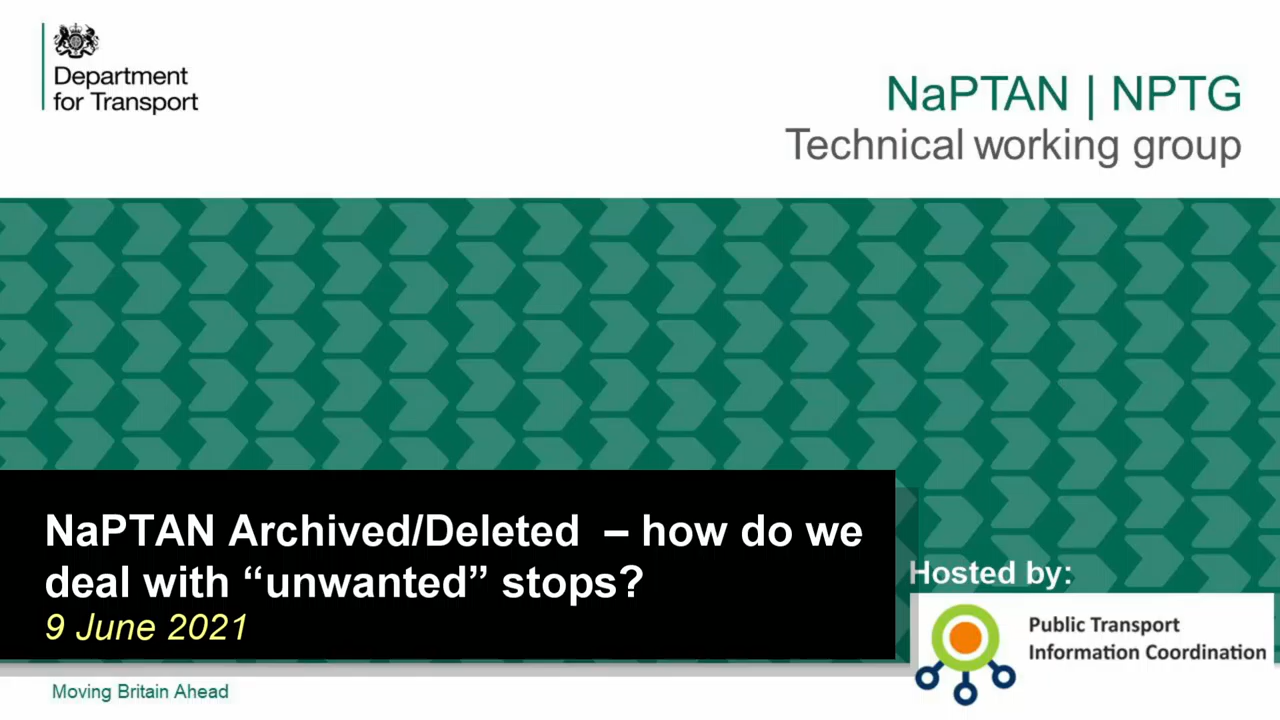 Department
for Transport
NaPTAN | NPTG
Technical working group
NaPTAN Archived/Deleted – how do we
deal with “unwanted” stops?
9 June 2021
Hosted by:
Public Transport
Information Coordination
Moving Britain Ahead